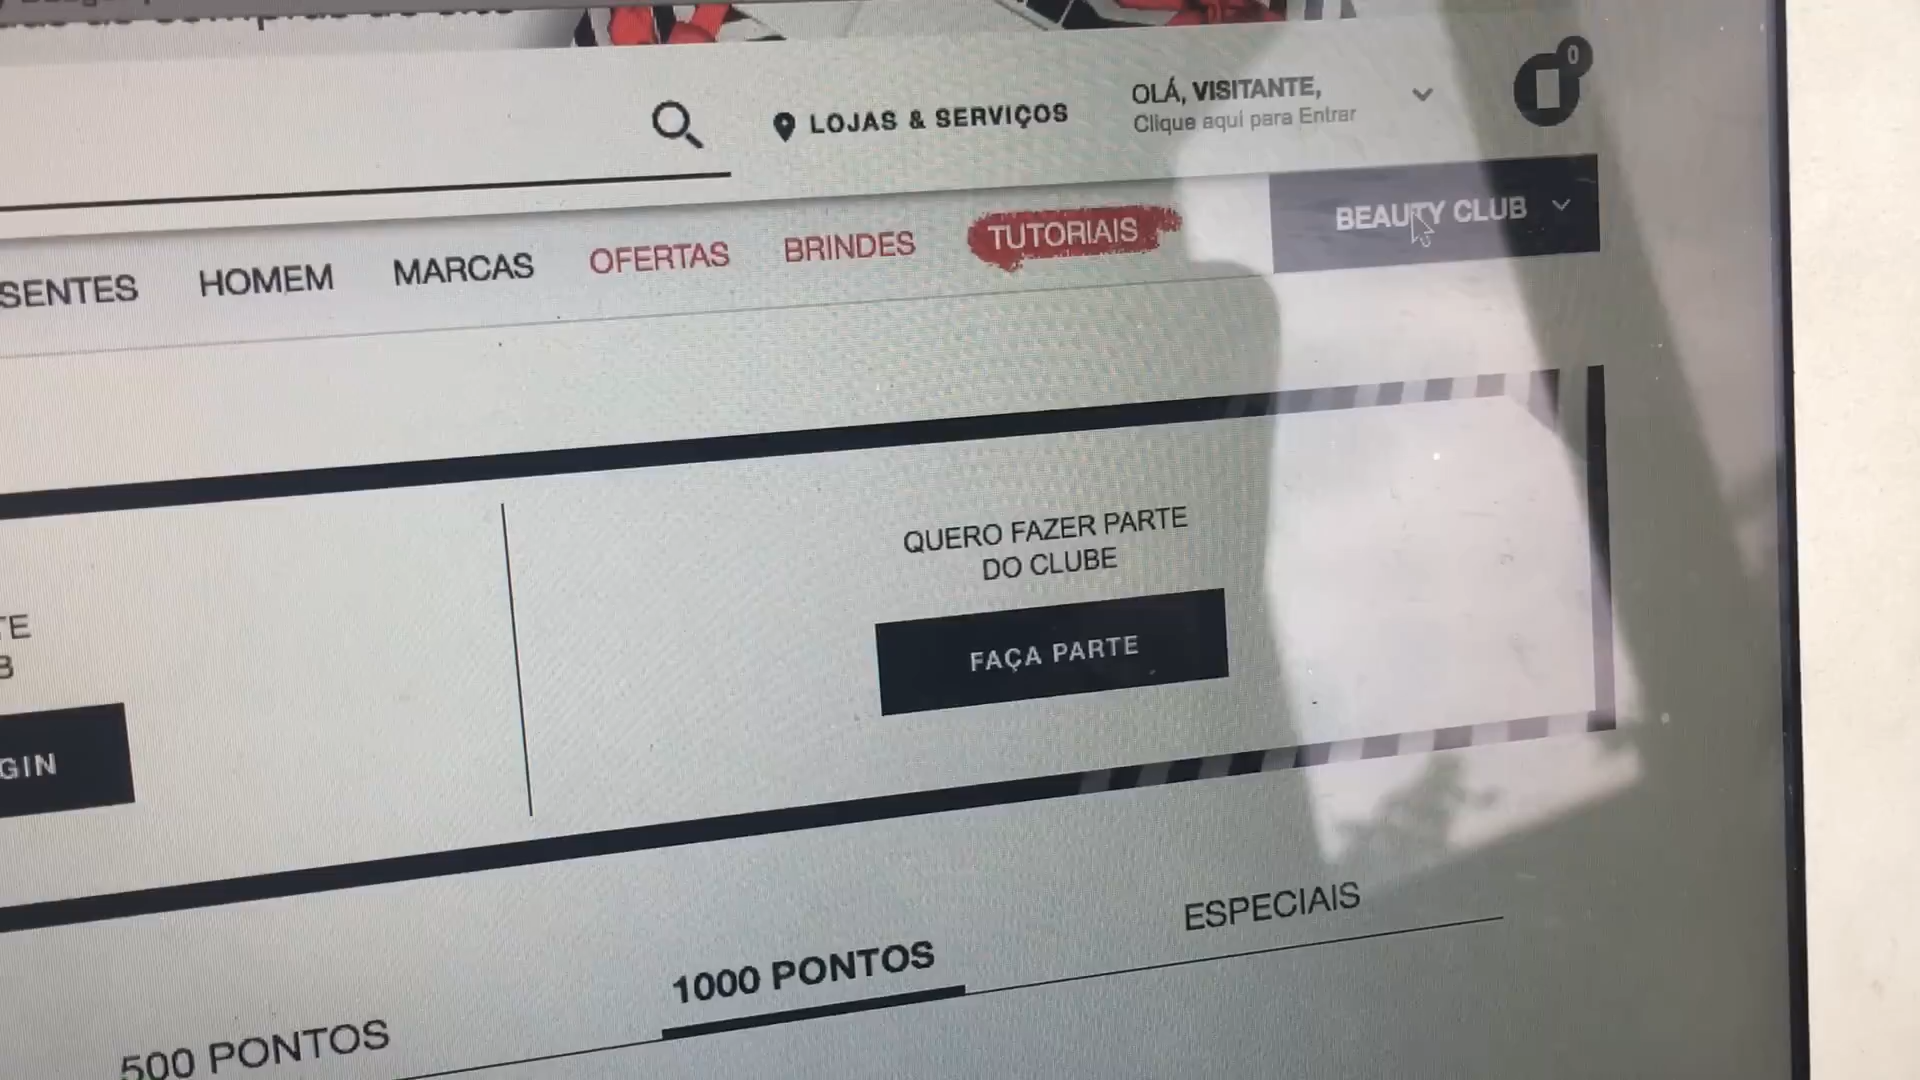 LOJAS & SERVIÇOS
OLÁ, VISITANTE,
Clique aqui para Entrar
0
SENTES
HOMEM
MARCAS
OFERTAS
BRINDES
TUTORIAIS
BEAUTY CLUB
TE
B
GIN
QUERO FAZER PARTE
DO CLUBE
FAÇA PARTE
500 PONTOS
1000 PONTOS
ESPECIAIS